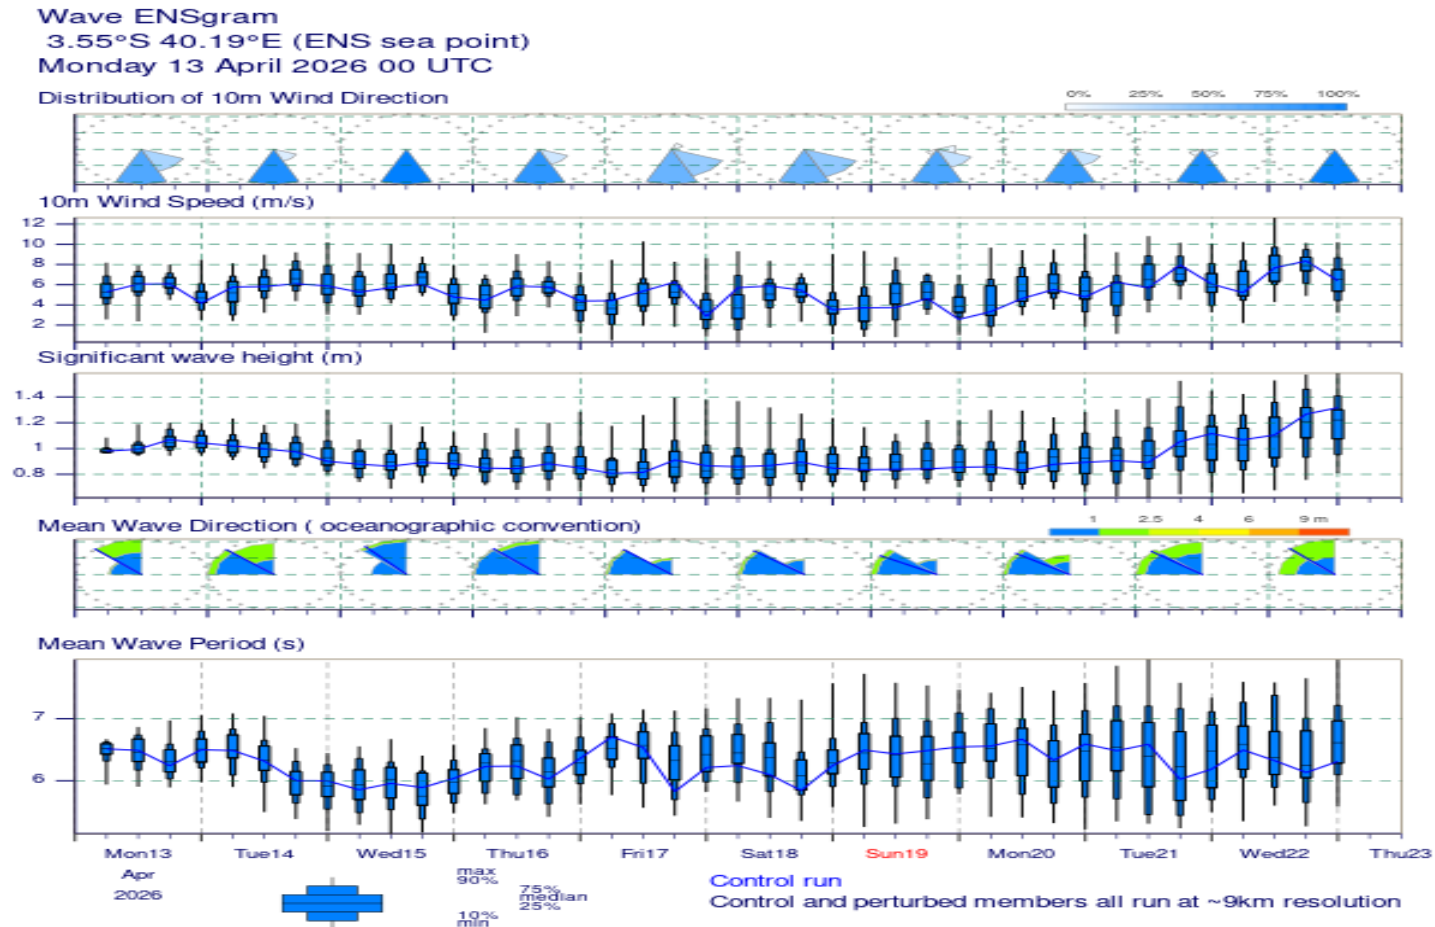 Wave ENSgram
3.55°S 40.19°E (ENS sea point)
Monday 13 April 2026 00 UTC
Distribution of 10m Wind Direction
0% 25% 50% 75% 100%
10m Wind Speed (m/s)
12
10
8
6
4
2
Significant wave height (m)
1.4
1.2
1
0.8
Mean Wave Direction ( oceanographic convention)
1 2.5 4 6 9 m
Mean Wave Period (s)
7
6
Mon13 Tue14 Wed15 Thu16 Fri17 Sat18 Sun19 Mon20 Tue21 Wed22 Thu23
Apr
2026
max
90%
75%
median
25%
10%
min
Control run
Control and perturbed members all run at ~9km resolution